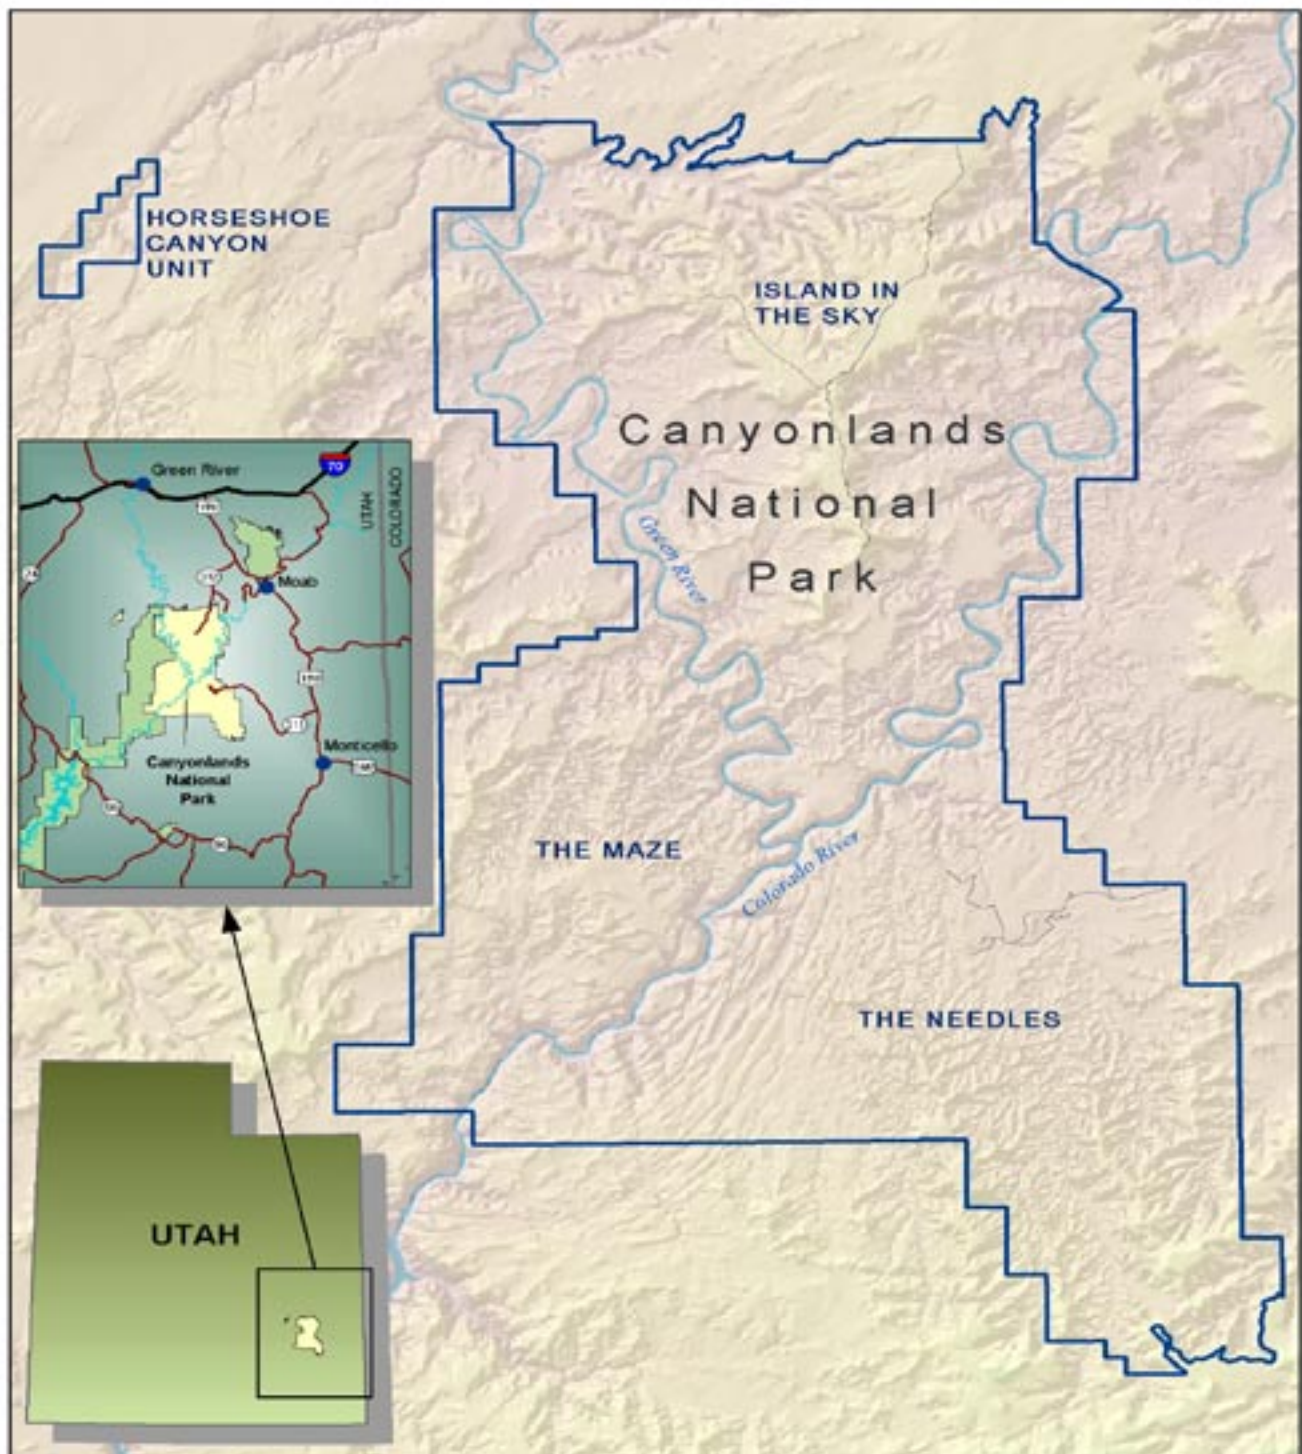 HORSESHOE
CANYON
UNIT
ISLAND IN
THE SKY
Canyonlands
National
Park
Green River
THE MAZE
Colorado River
THE NEEDLES
Green River
70
UTAH
COLORADO
Moab
Monticello
Canyonlands
National
Park
UTAH